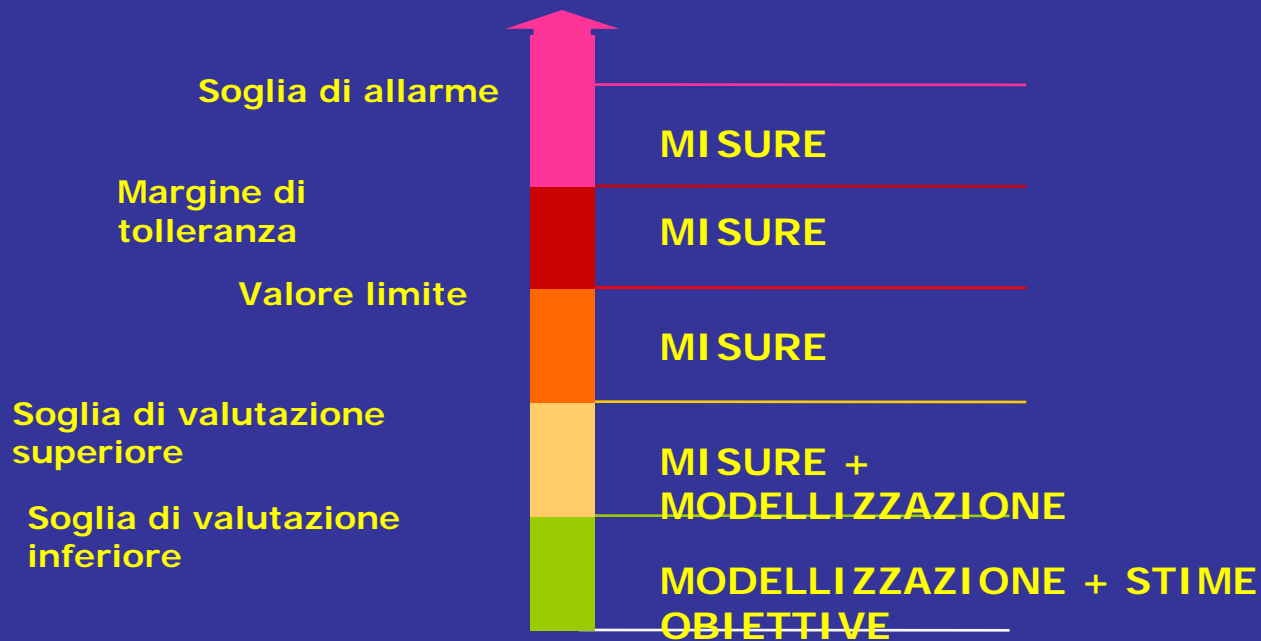 Soglia di allarme
MISURE
Margine di
tolleranza
MISURE
Valore limite
MISURE
Soglia di valutazione
superiore
MISURE +
MODELLIZZAZIONE
Soglia di valutazione
inferiore
MODELLIZZAZIONE + STIME
OBIETTIVE